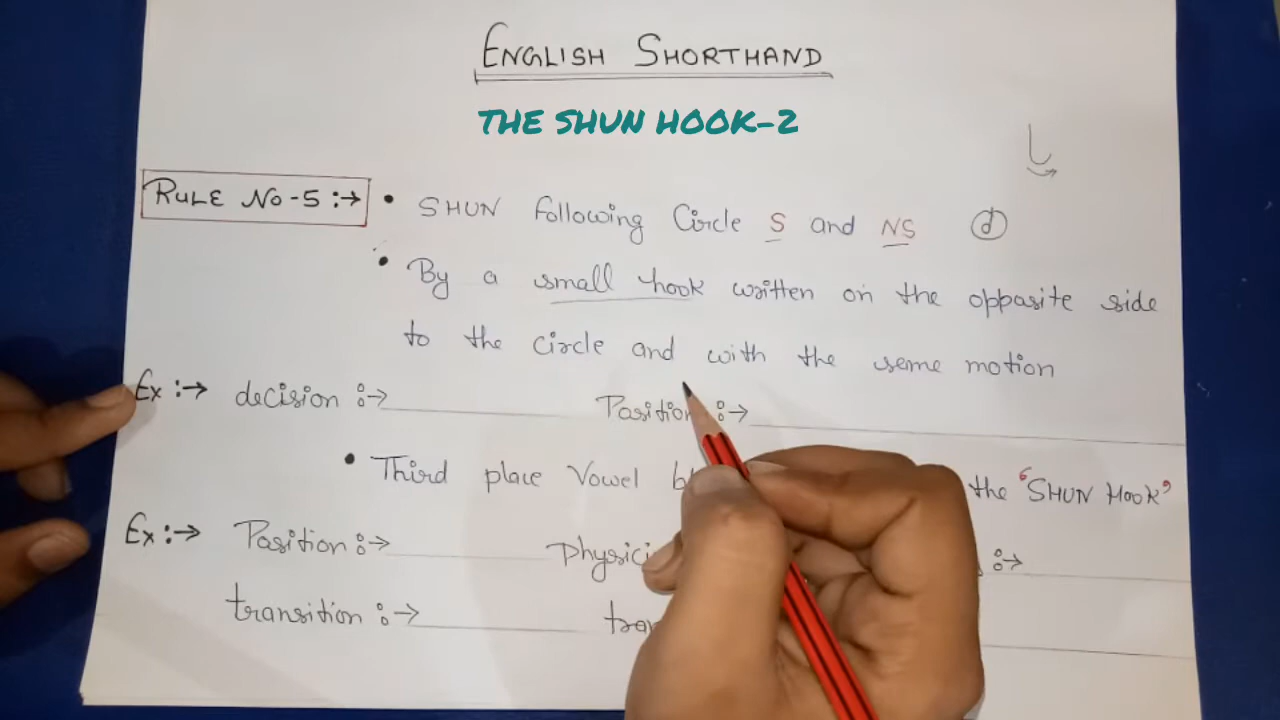 ENGLISH SHORTHAND
THE SHUN HOOK-2
RULE No-5 :→ • SHUN following Circle S and NS d
• By a small hook written on the opposite side
to the circle and with the seme motion
Ex :→ decision :→ Position :→
• Third place Vowel the "SHUN Hook"
Ex :→ Position :→ :→
transition :→